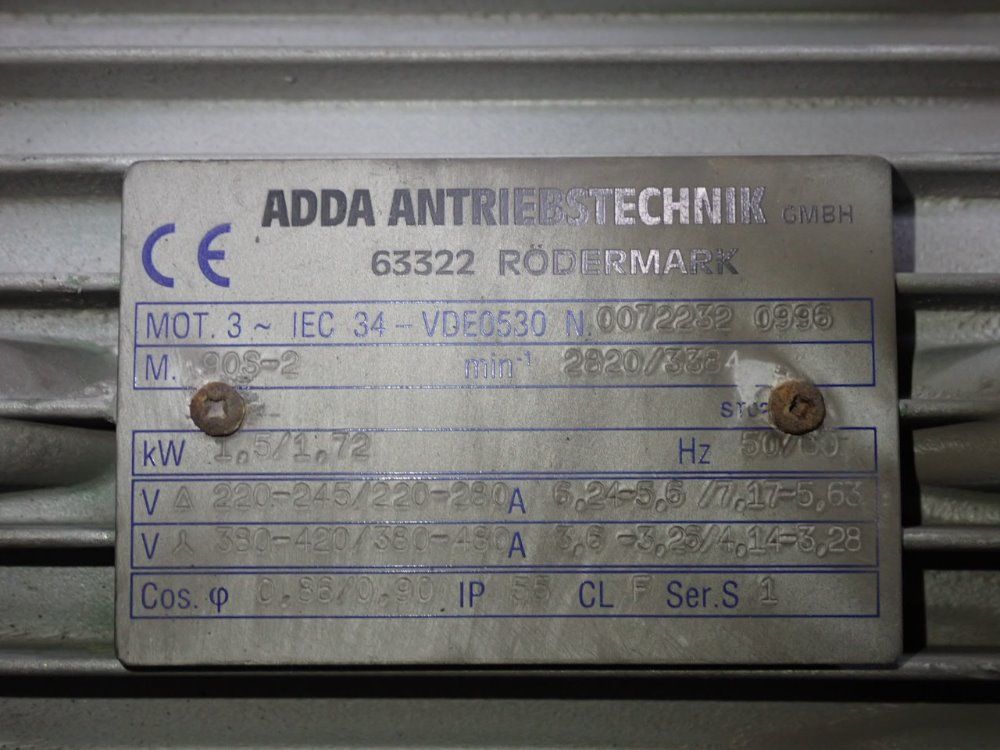 ADDA ANTRIEBSTECHNIK GMBH
CE
63322 RÖDERMARK
MOT. 3 ~ IEC 34 - VDE0530 N. 0072232 0996
M. 90S-2 min-1 2820/3384
kW 1,5/1,72 Hz 50/60
V Δ 220-245/220-280 A 6,24-5,6 /7,17-5,63
V 人 380-420/380-480 A 3,6 -3,26/4,14-3,28
Cos. φ 0,86/0,90 IP 55 CL F Ser.S 1